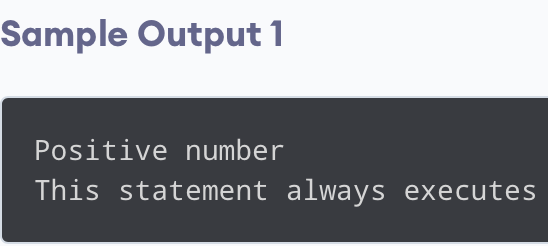 Sample Output 1
Positive number
This statement always executes